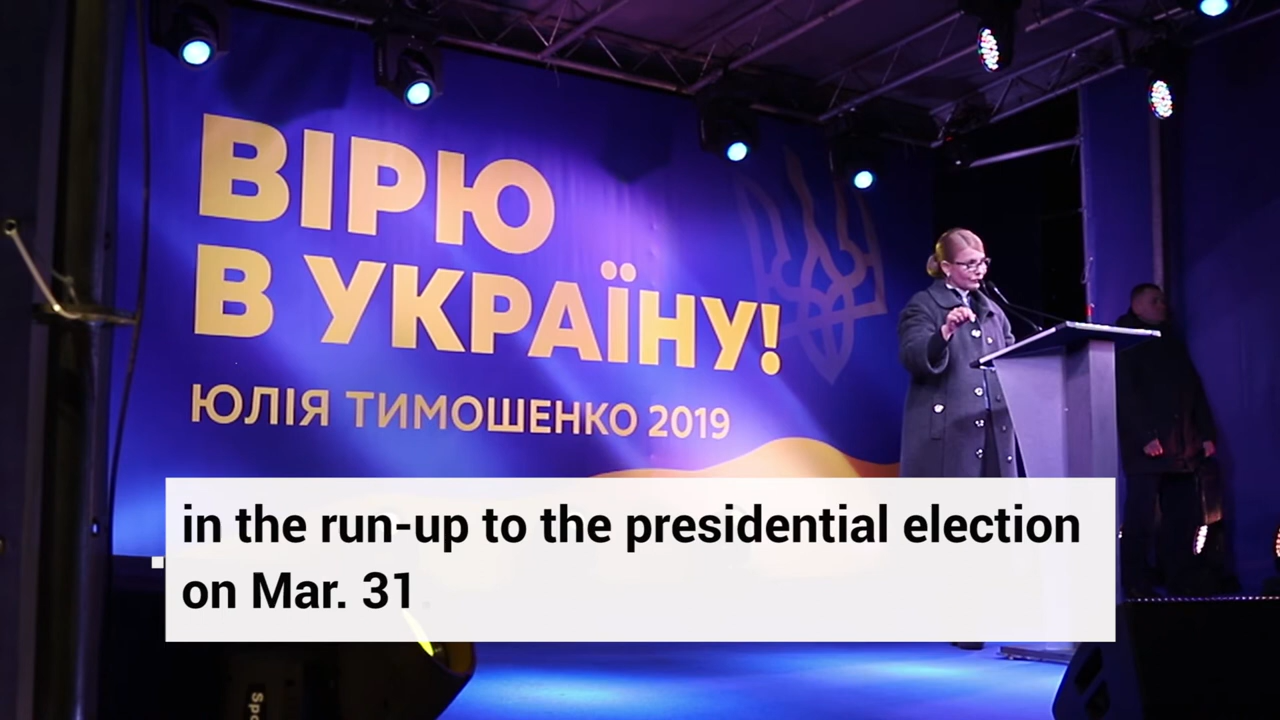 ВІРЮ
В УКРАЇНУ!
ЮЛІЯ ТИМОШЕНКО 2019
in the run-up to the presidential election
on Mar. 31